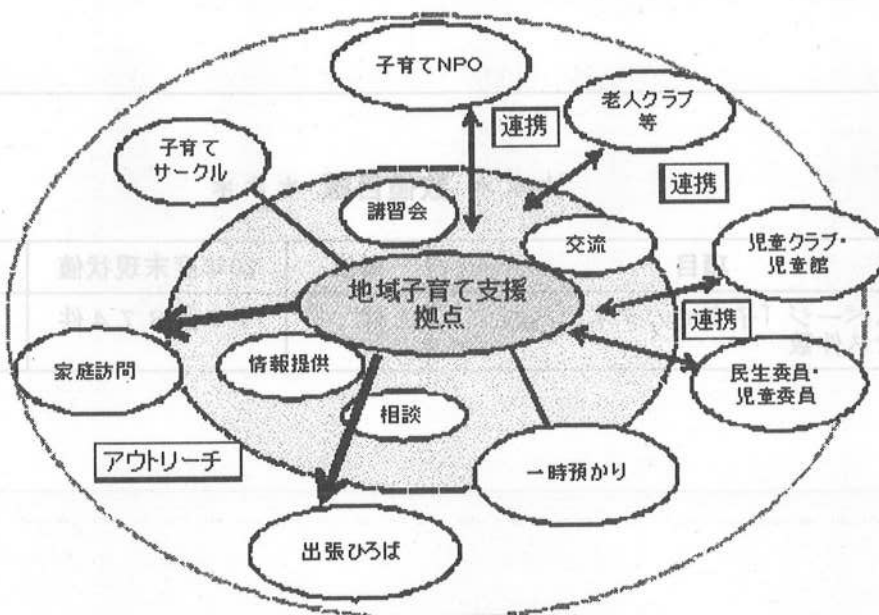 子育てNPO
連携
老人クラブ
等
子育て
サークル
連携
講習会
交流
児童クラブ・
児童館
地域子育て支援
拠点
連携
家庭訪問
情報提供
民生委員・
児童委員
相談
アウトリーチ
一時預かり
出張ひろば